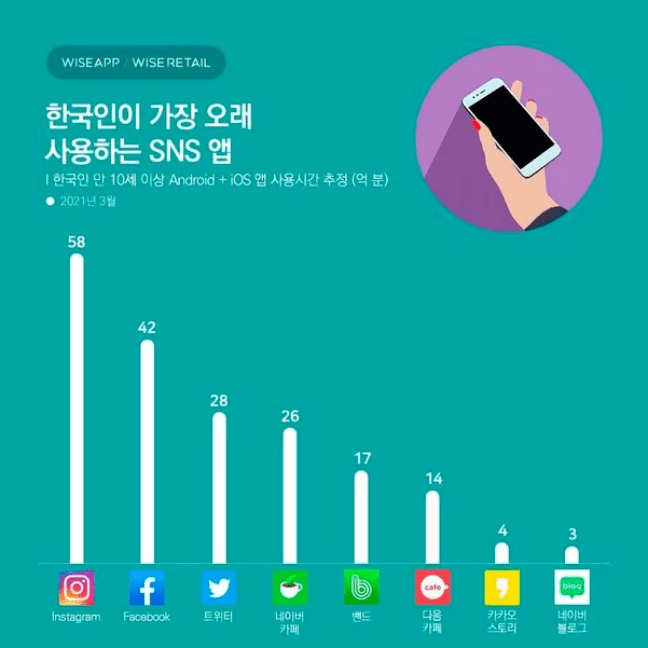 WISEAPP / WISERETAIL
한국인이 가장 오래
사용하는 SNS 앱
| 한국인 만 10세 이상 Android + iOS 앱 사용시간 추정 (억 분)
● 2021년 3월
58
42
28
26
17
14
4
3
cafe
blog
Instagram
Facebook
트위터
네이버
카페
밴드
다음
카페
카카오
스토리
네이버
블로그